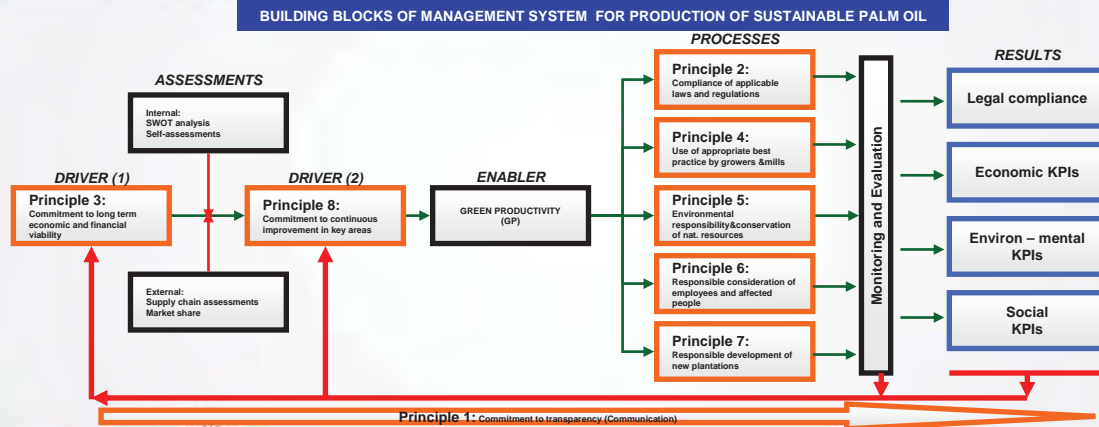 BUILDING BLOCKS OF MANAGEMENT SYSTEM FOR PRODUCTION OF SUSTAINABLE PALM OIL
PROCESSES
RESULTS
ASSESSMENTS
Internal:
SWOT analysis
Self-assessments
DRIVER (1)
Principle 3:
Commitment to long term
economic and financial
viability
External:
Supply chain assessments
Market share
DRIVER (2)
Principle 8:
Commitment to continuous
improvement in key areas
ENABLER
GREEN PRODUCTIVITY
(GP)
Principle 2:
Compliance of applicable
laws and regulations
Principle 4:
Use of appropriate best
practice by growers &mills
Principle 5:
Environmental
responsibility&conservation
of nat. resources
Principle 6:
Responsible consideration of
employees and affected
people
Principle 7:
Responsible development of
new plantations
Monitoring and Evaluation
Legal compliance
Economic KPIs
Environ – mental
KPIs
Social
KPIs
Principle 1: Commitment to transparency (Communication)